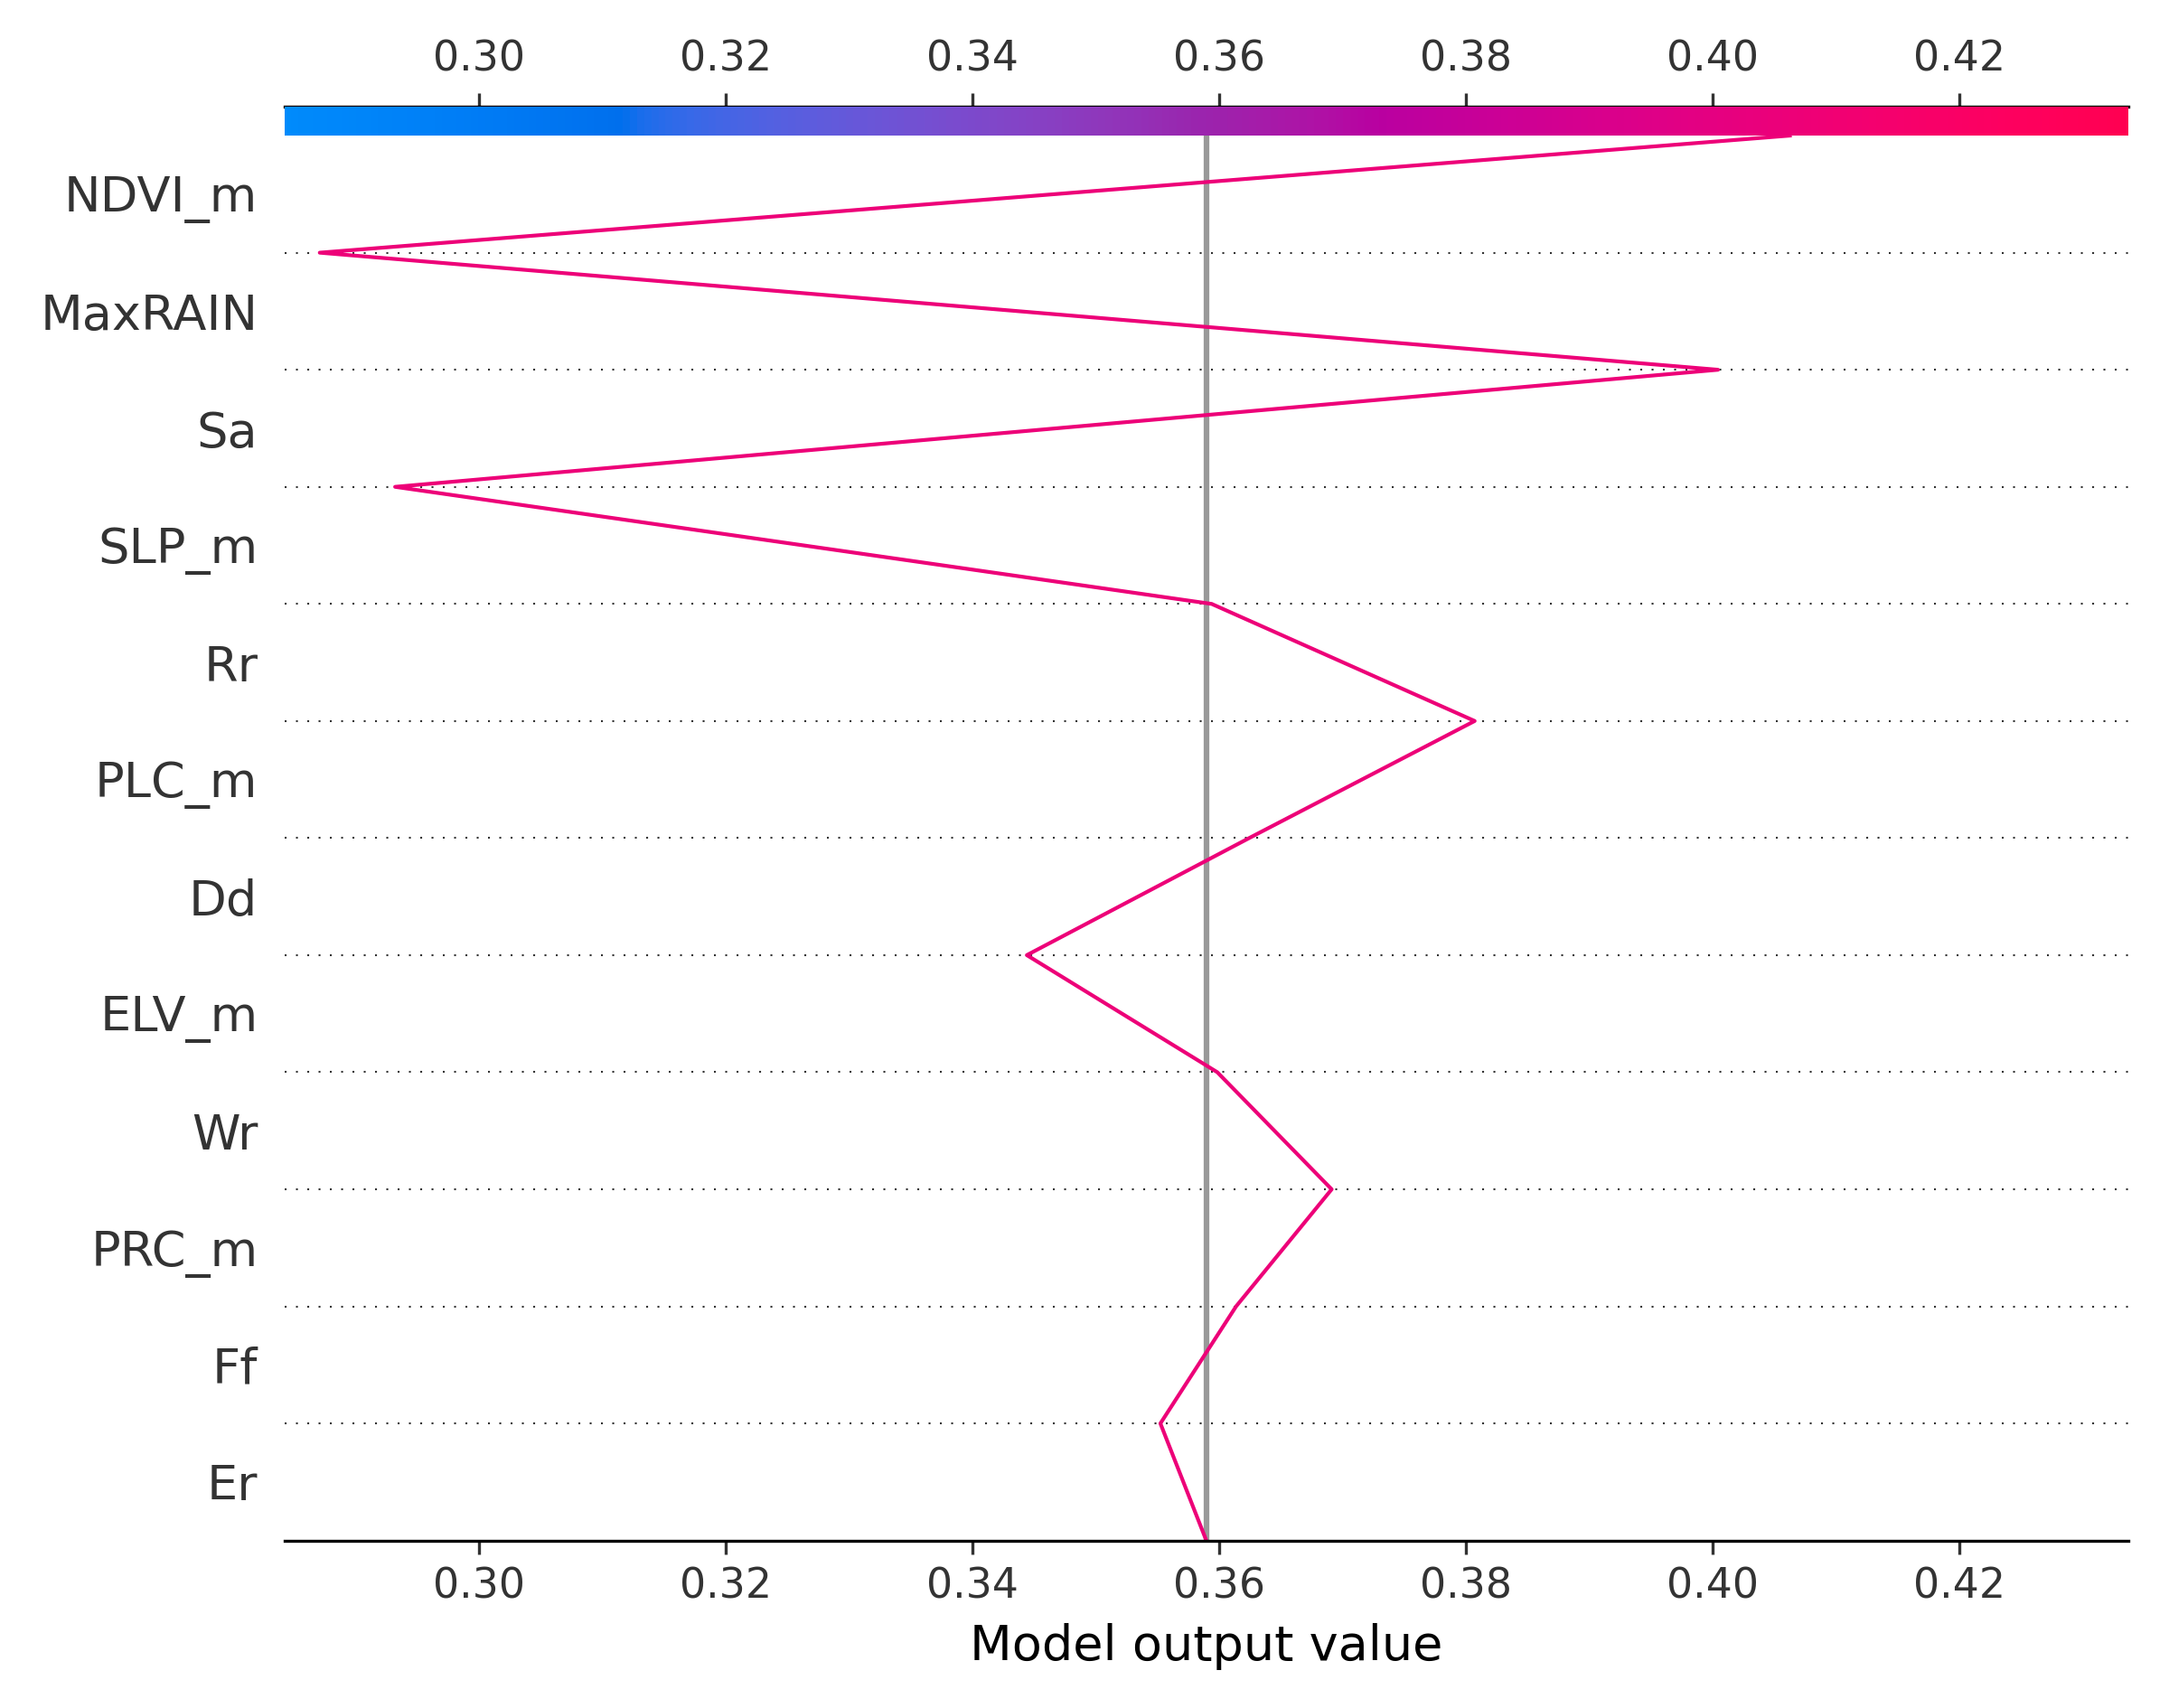 0.30 0.32 0.34 0.36 0.38 0.40 0.42
NDVI_m
MaxRAIN
Sa
SLP_m
Rr
PLC_m
Dd
ELV_m
Wr
PRC_m
Ff
Er
0.30 0.32 0.34 0.36 0.38 0.40 0.42
Model output value